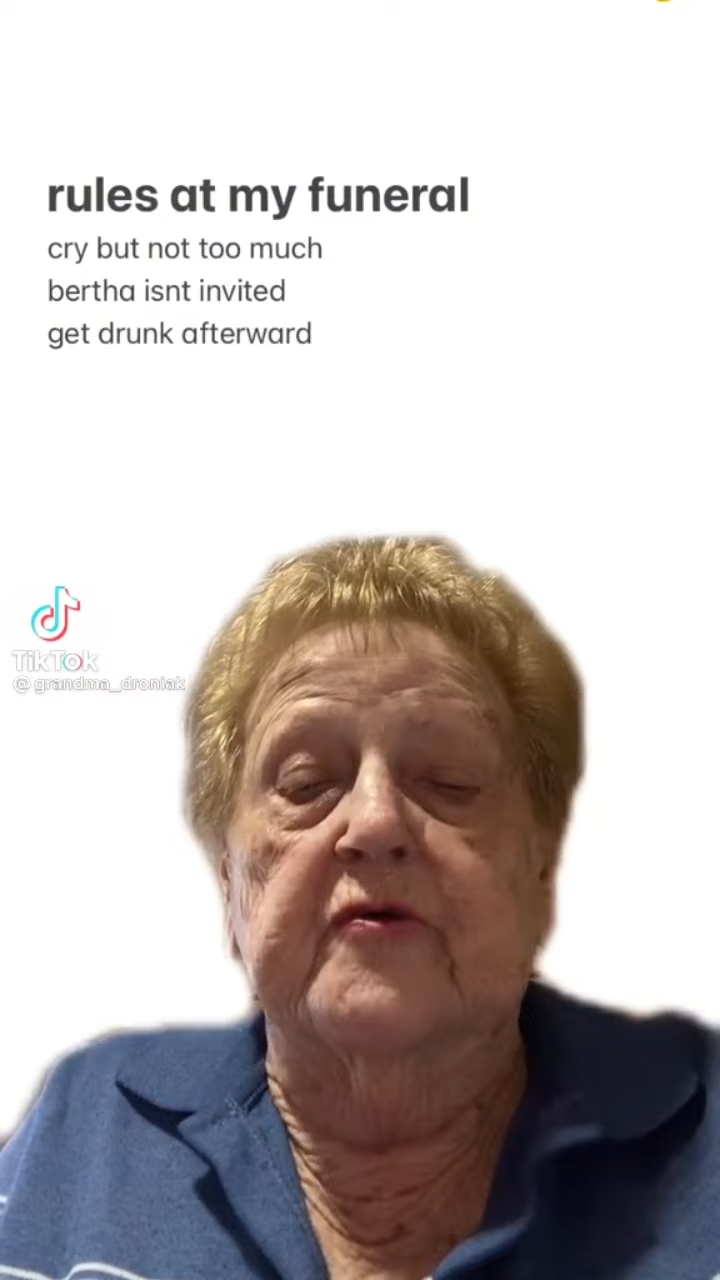 rules at my funeral
cry but not too much
bertha isnt invited
get drunk afterward
TikTok
@grandma_droniak